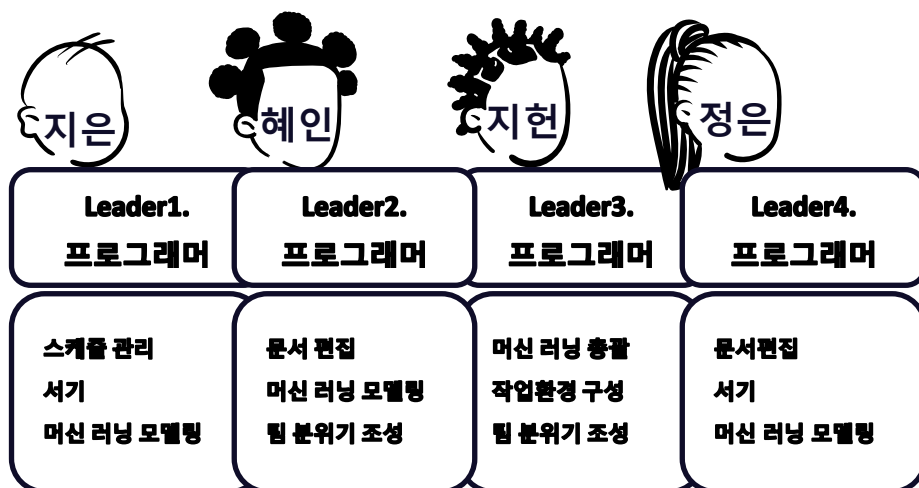 지은
혜인
지헌
정은
Leader1.
프로그래머
Leader2.
프로그래머
Leader3.
프로그래머
Leader4.
프로그래머
스케줄 관리
서기
머신 러닝 모델링
문서 편집
머신 러닝 모델링
팀 분위기 조성
머신 러닝 총괄
작업환경 구성
팀 분위기 조성
문서편집
서기
머신 러닝 모델링